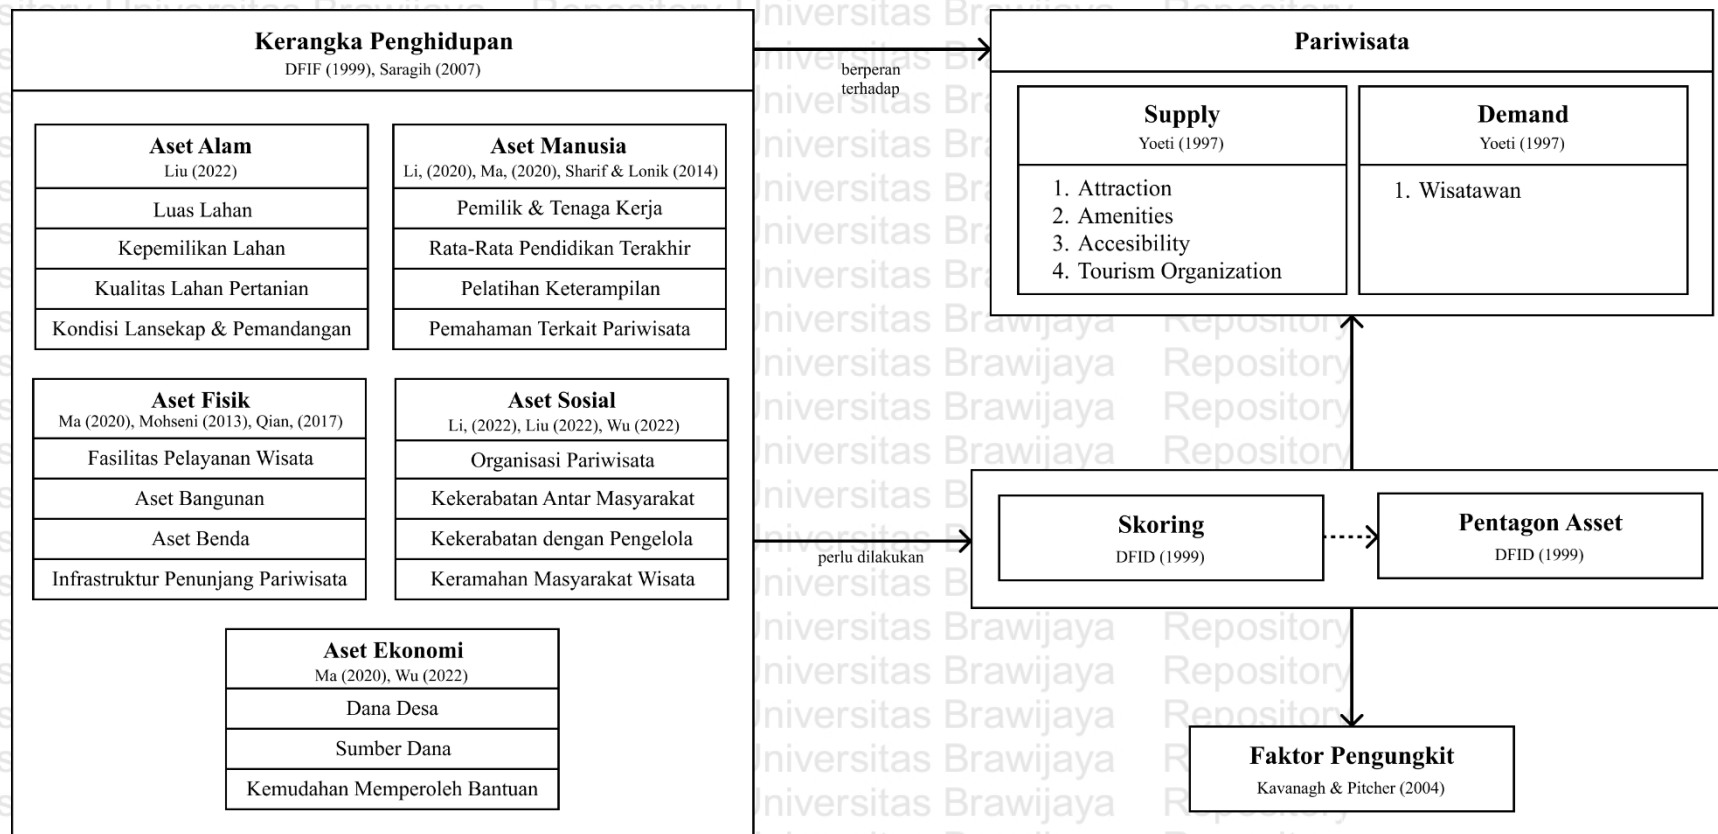 Kerangka Penghidupan
DFIF (1999), Saragih (2007)
Aset Alam
Liu (2022)
Luas Lahan
Kepemilikan Lahan
Kualitas Lahan Pertanian
Kondisi Lansekap & Pemandangan
Aset Manusia
Li, (2020), Ma, (2020), Sharif & Lonik (2014)
Pemilik & Tenaga Kerja
Rata-Rata Pendidikan Terakhir
Pelatihan Keterampilan
Pemahaman Terkait Pariwisata
Aset Fisik
Ma (2020), Mohseni (2013), Qian, (2017)
Fasilitas Pelayanan Wisata
Aset Bangunan
Aset Benda
Infrastruktur Penunjang Pariwisata
Aset Sosial
Li, (2022), Liu (2022), Wu (2022)
Organisasi Pariwisata
Kekerabatan Antar Masyarakat
Kekerabatan dengan Pengelola
Keramahan Masyarakat Wisata
Aset Ekonomi
Ma (2020), Wu (2022)
Dana Desa
Sumber Dana
Kemudahan Memperoleh Bantuan
berperan
terhadap
Pariwisata
Supply
Yoeti (1997)
1. Attraction
2. Amenities
3. Accesibility
4. Tourism Organization
Demand
Yoeti (1997)
1. Wisatawan
perlu dilakukan
Skoring
DFID (1999)
Pentagon Asset
DFID (1999)
Faktor Pengungkit
Kavanagh & Pitcher (2004)
Repository Universitas Brawijaya